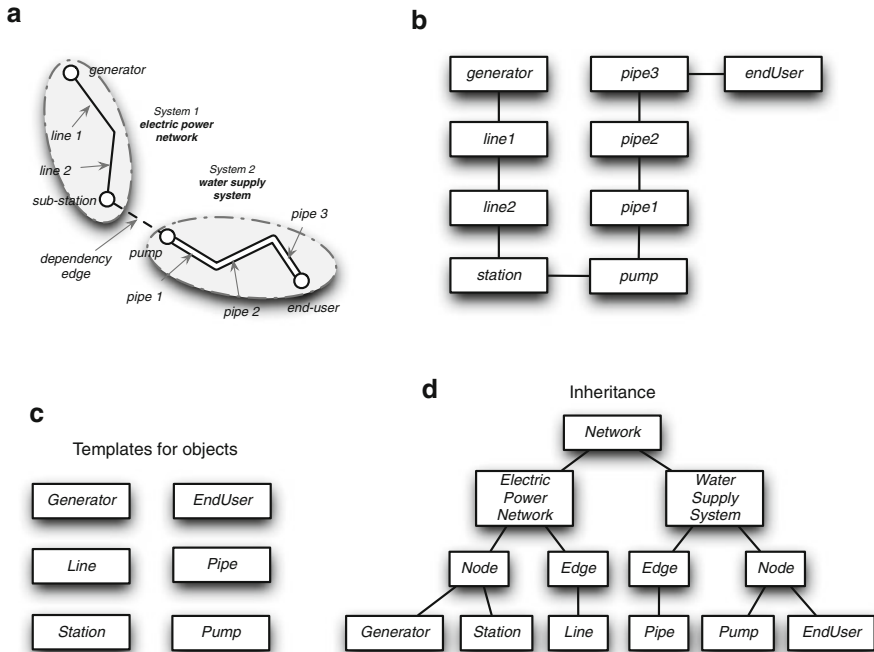 a
generator
System 1
electric power
network
line 1
line 2
sub-station
System 2
water supply
system
pipe 3
dependency
edge
pump
pipe 1
pipe 2
end-user
b
generator
pipe3
endUser
line1
pipe2
line2
pipe1
station
pump
c
Templates for objects
Generator
EndUser
Line
Pipe
Station
Pump
d
Inheritance
Network
Electric
Power
Network
Water
Supply
System
Node
Edge
Edge
Node
Generator
Station
Line
Pipe
Pump
EndUser